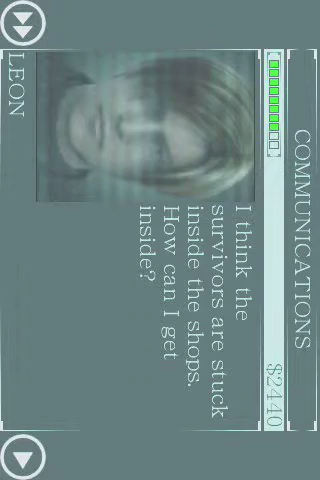 COMMUNICATIONS
$2440
I think the
survivors are stuck
inside the shops.
How can I get
inside?
LEON